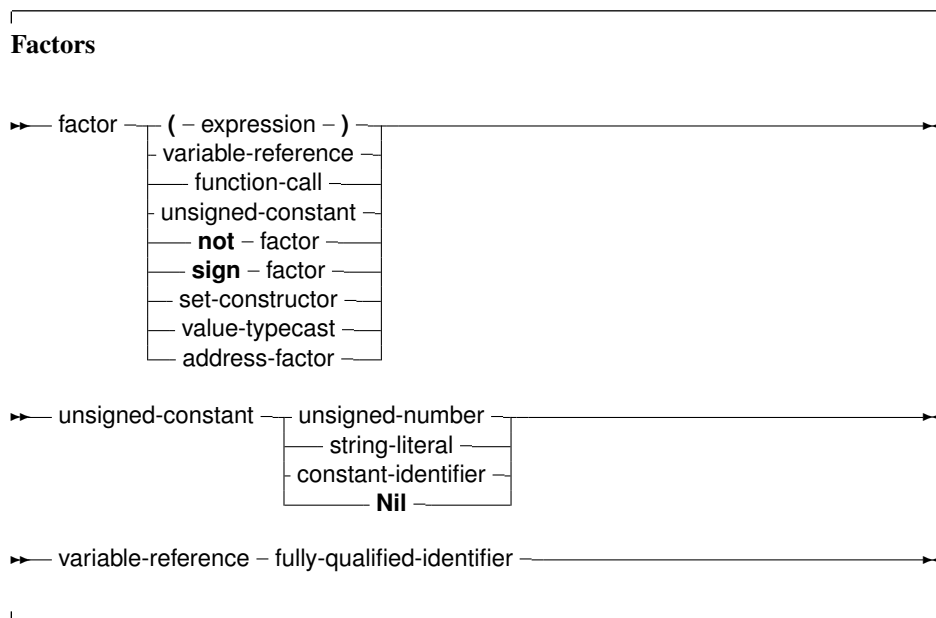 Factors
factor ( expression )
variable-reference
function-call
unsigned-constant
not factor
sign factor
set-constructor
value-typecast
address-factor
unsigned-constant unsigned-number
string-literal
constant-identifier
Nil
variable-reference fully-qualified-identifier